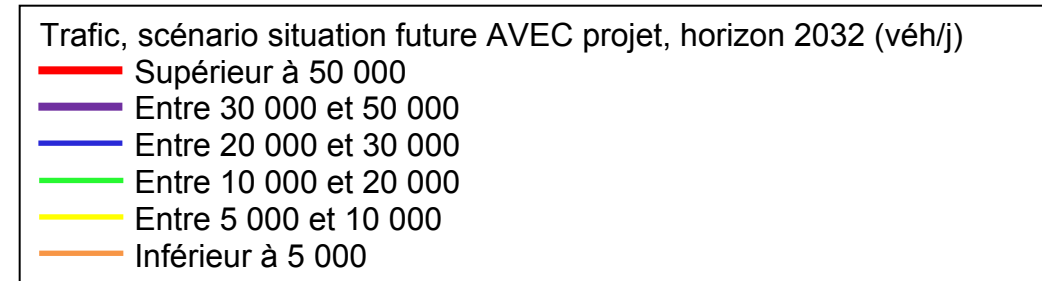 Trafic, scénario situation future AVEC projet, horizon 2032 (véh/j)
Supérieur à 50 000
Entre 30 000 et 50 000
Entre 20 000 et 30 000
Entre 10 000 et 20 000
Entre 5 000 et 10 000
Inférieur à 5 000